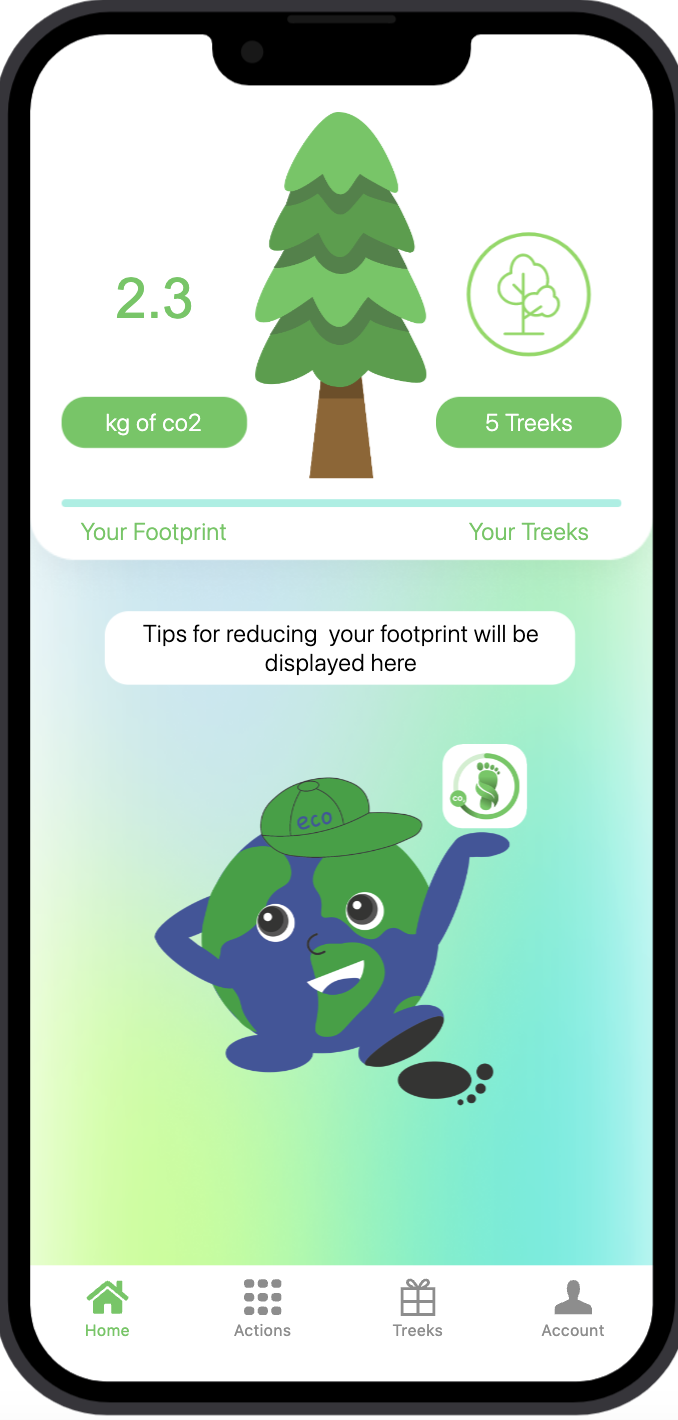 2.3
kg of co2
5 Treeks
Your Footprint
Your Treeks
Tips for reducing  your footprint will be
displayed here
eco
CO
Home
Actions
Treeks
Account